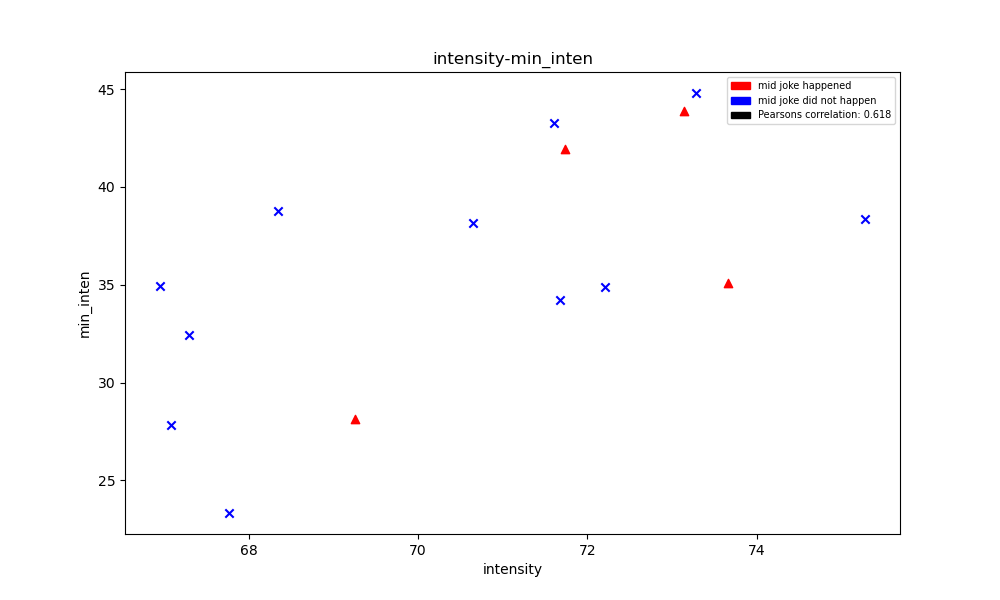 intensity-min_inten
mid joke happened
mid joke did not happen
Pearsons correlation: 0.618
45
40
35
30
25
min_inten
68
70
72
74
intensity